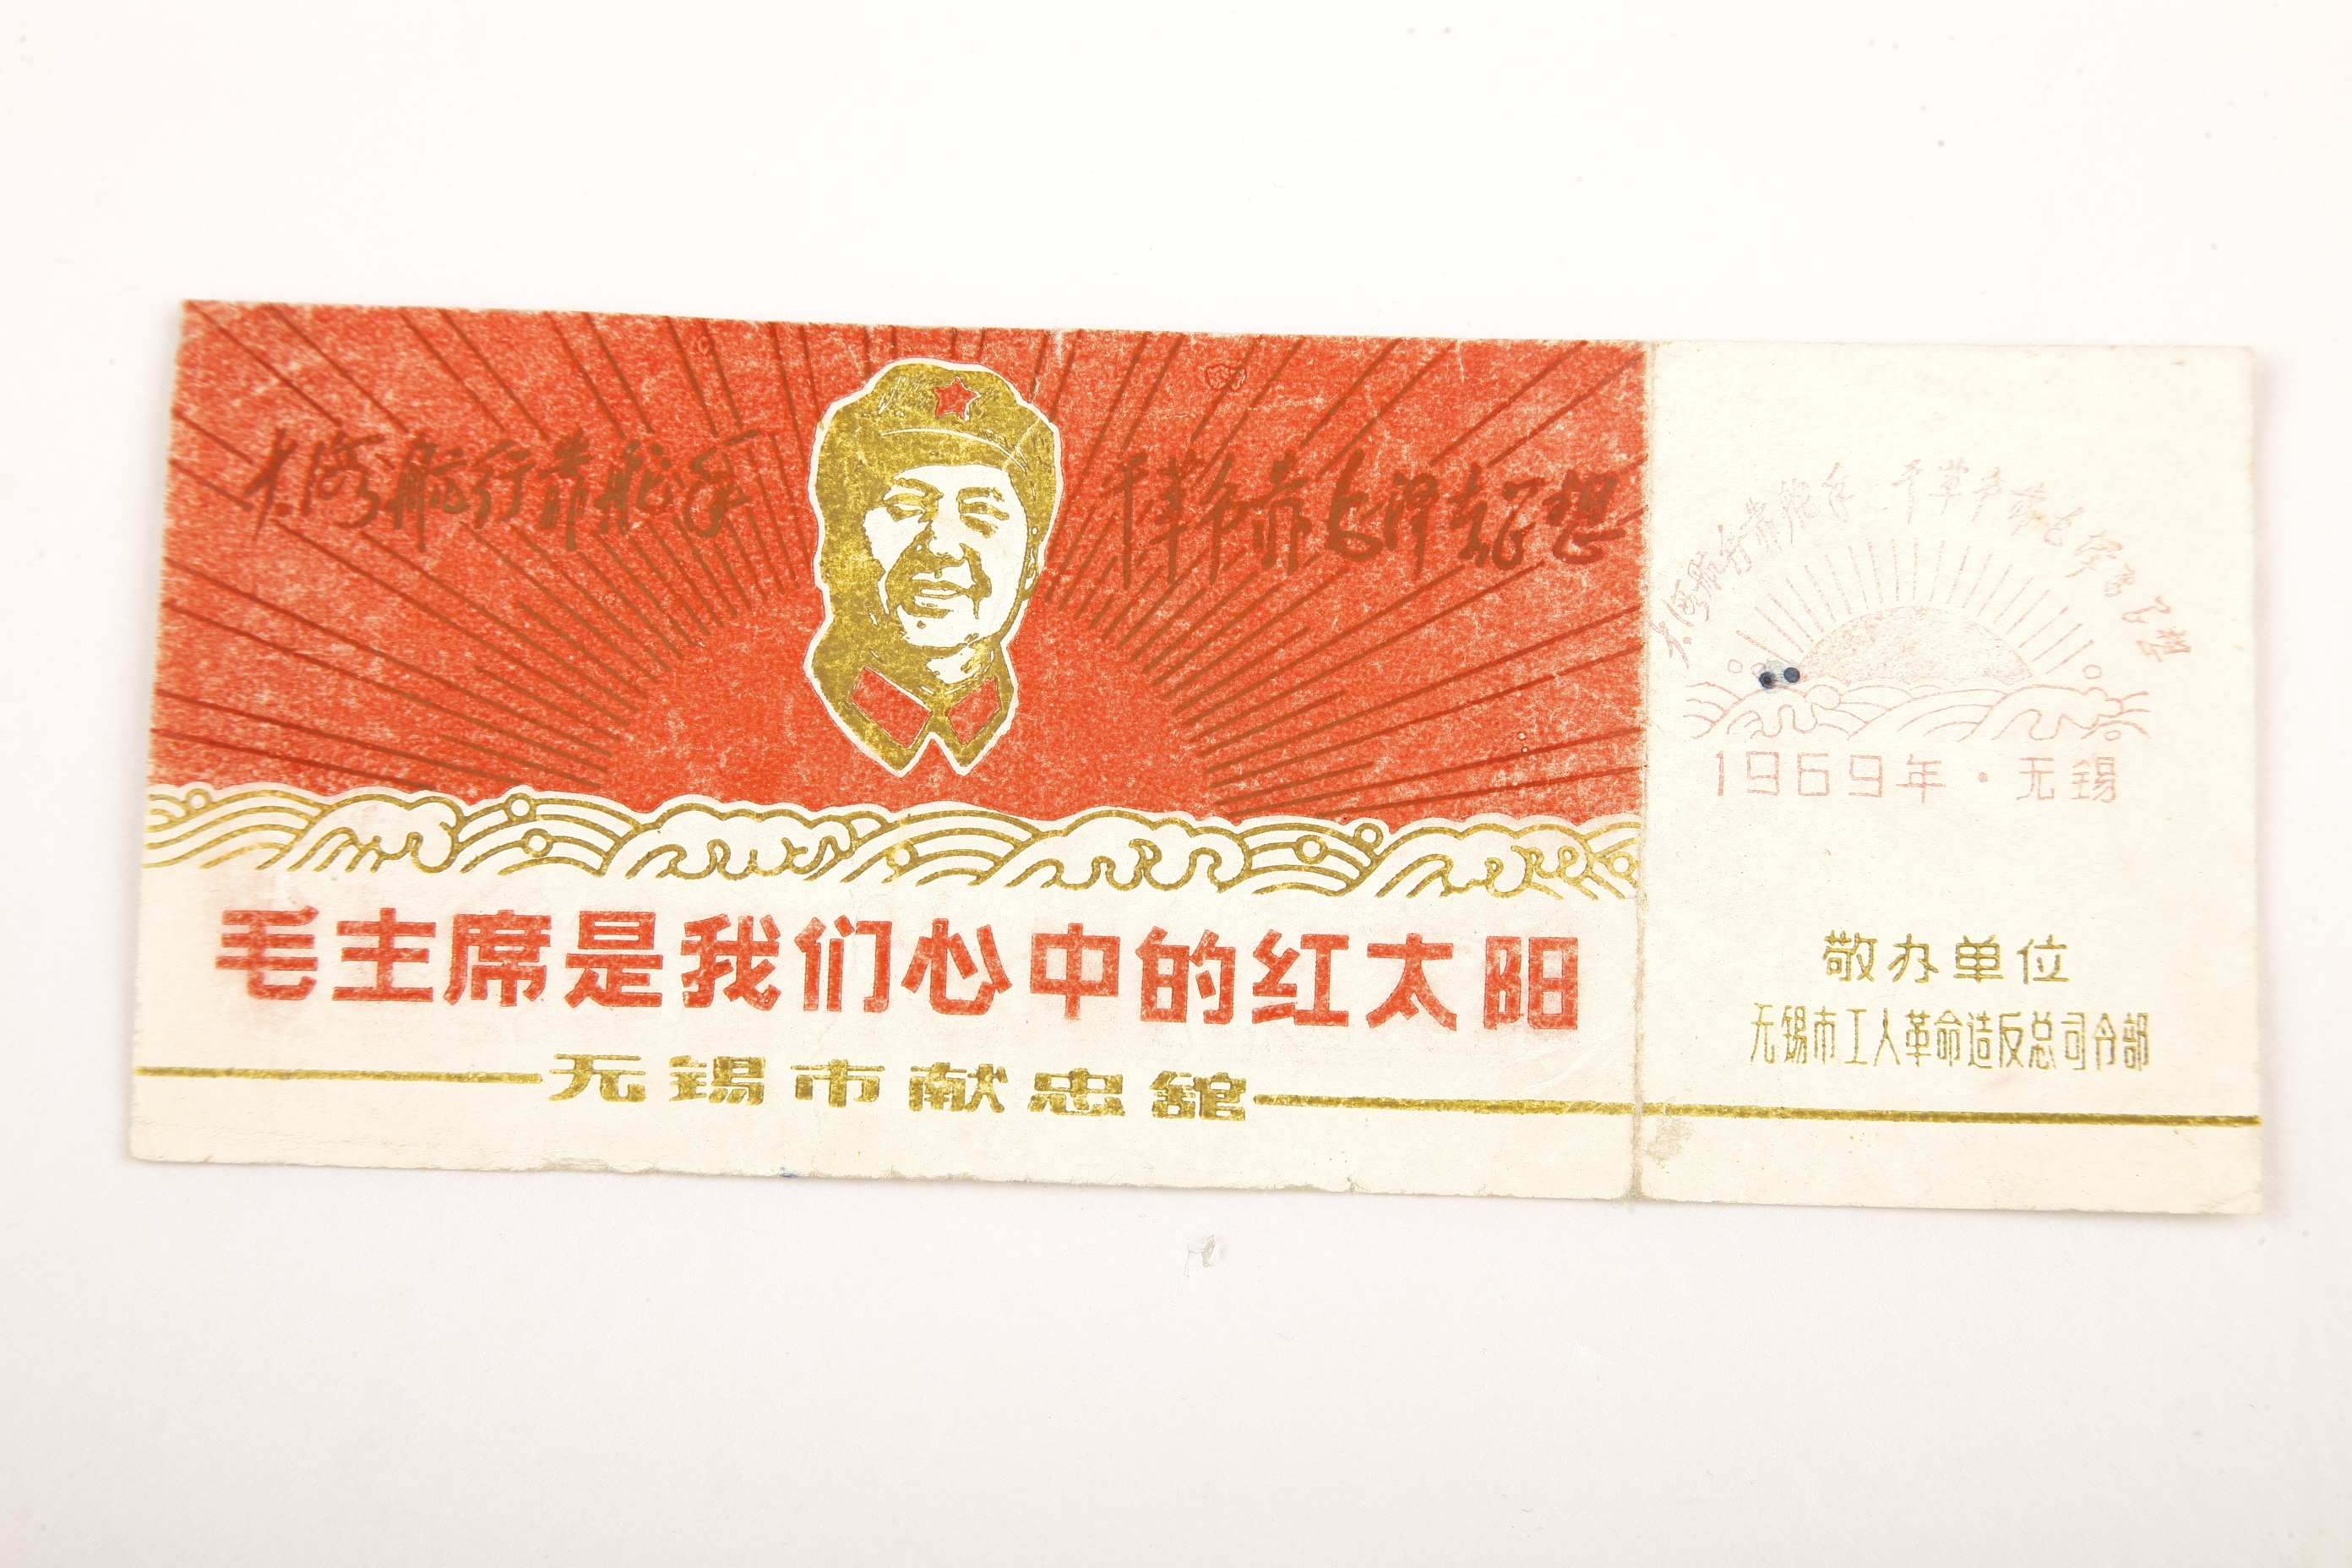 大海航行靠舵手
干革命靠毛泽东思想
毛主席是我们心中的红太阳
无锡市献忠舘
大海航行靠舵手 干革命靠毛泽东思想
1969年·无锡
敬办单位
无锡市工人革命造反总司令部